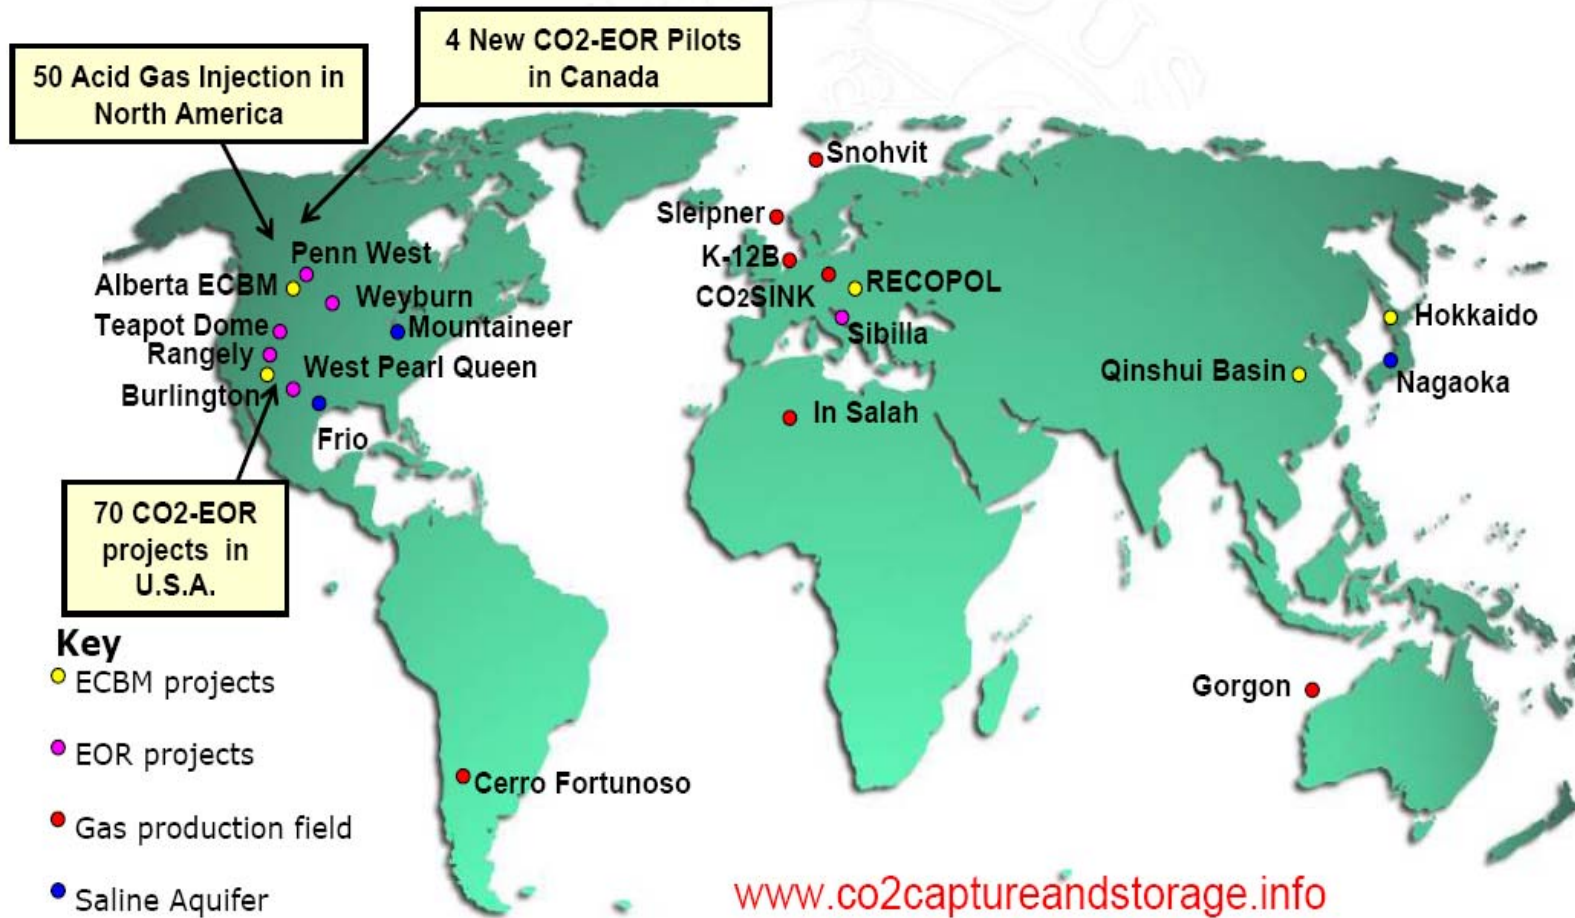 4 New CO2-EOR Pilots
in Canada
50 Acid Gas Injection in
North America
Snohvit
Sleipner
Penn West
K-12B
Alberta ECBM
Weyburn
CO2SINK
RECOPOL
Teapot Dome
Mountaineer
Sibilla
Hokkaido
Rangely
West Pearl Queen
Qinshui Basin
Nagaoka
Burlington
In Salah
Frio
70 CO2-EOR
projects in
U.S.A.
Key
ECBM projects
Gorgon
EOR projects
Cerro Fortunoso
Gas production field
Saline Aquifer
www.co2captureandstorage.info